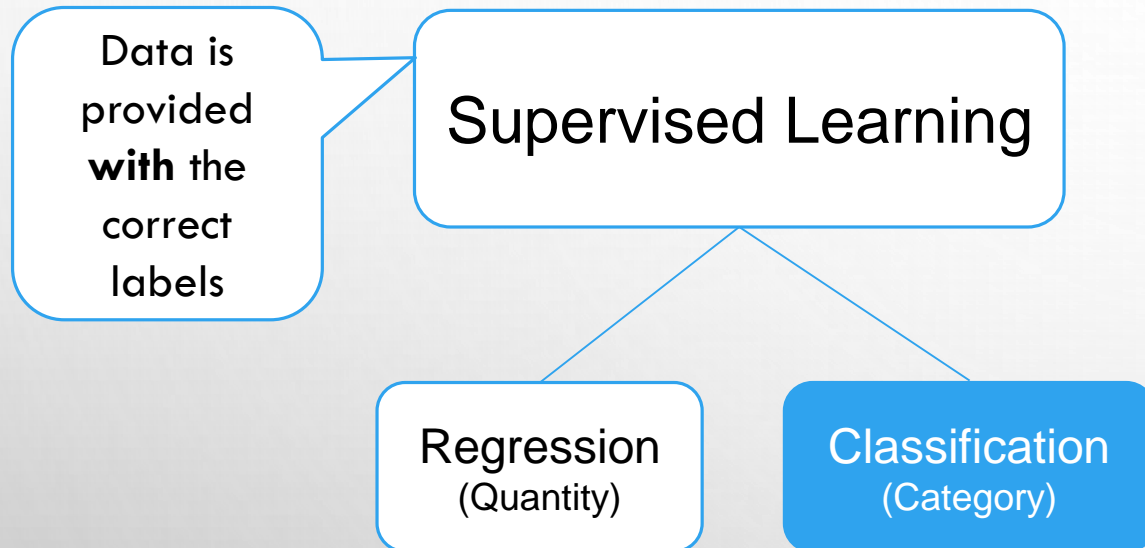 Data is
provided
with the
correct
labels
Supervised Learning
Regression
(Quantity)
Classification
(Category)